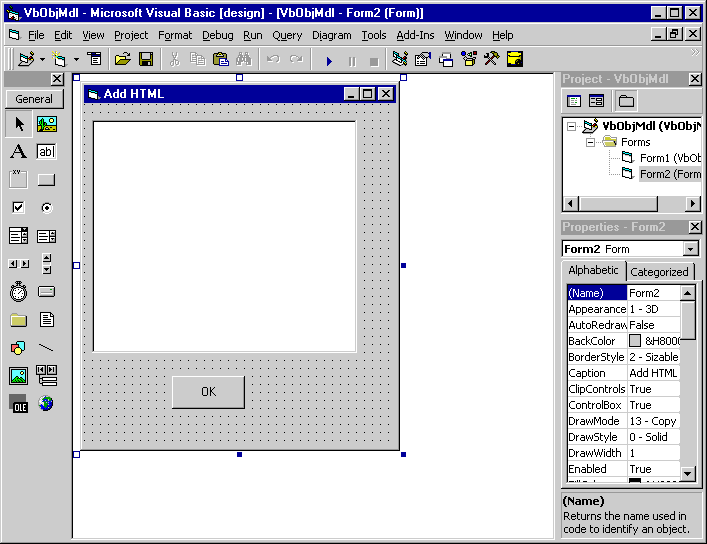 VbObjMdl - Microsoft Visual Basic [design] - [VbObjMdl - Form2 (Form)]
File Edit View Project Format Debug Run Query Diagram Tools Add-Ins Window Help
General
A
ab|
xv
OLE
Add HTML
OK
Project - VbObjMdl
VbObjMdl (VbObjM
Forms
Form1 (VbOb
Form2 (Form
Properties - Form2
Form2 Form
Alphabetic Categorized
(Name) Form2
Appearance 1 - 3D
AutoRedraw False
BackColor &H8000
BorderStyle 2 - Sizable
Caption Add HTML
ClipControls True
ControlBox True
DrawMode 13 - Copy
DrawStyle 0 - Solid
DrawWidth 1
Enabled True
(Name)
Returns the name used in
code to identify an object.